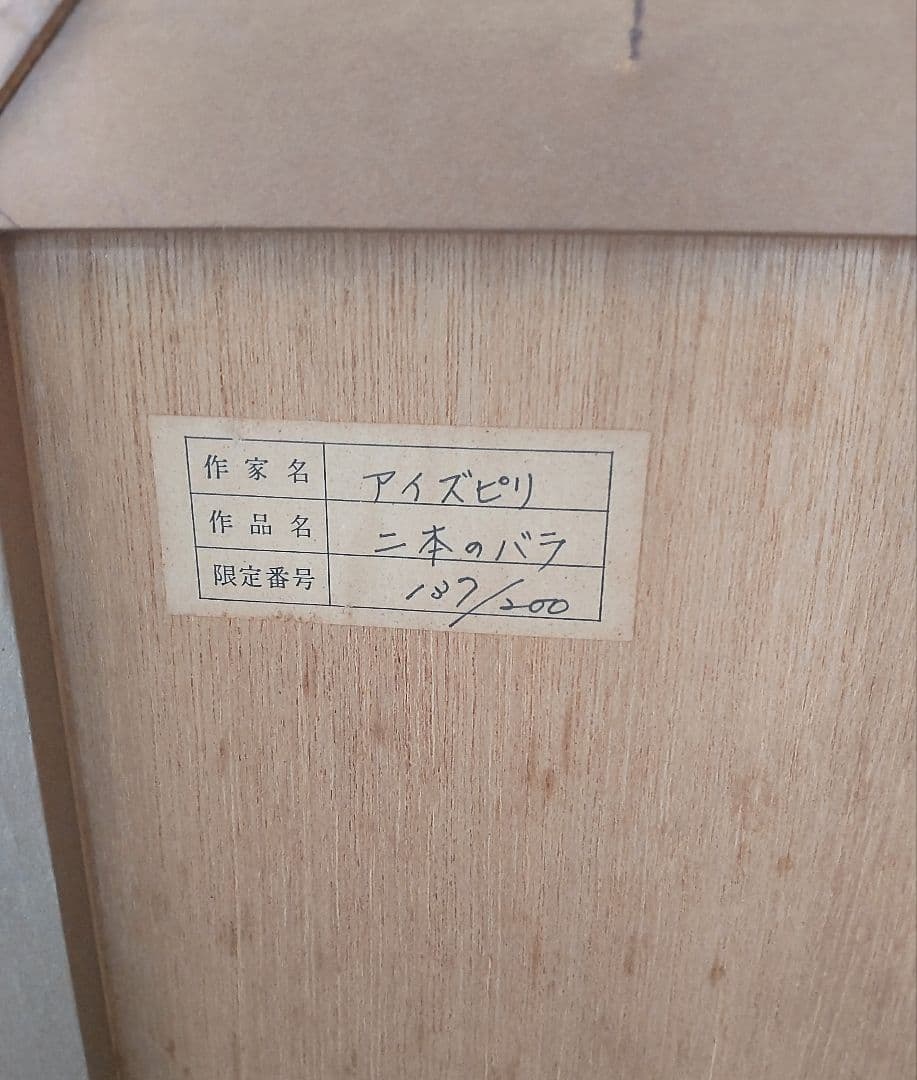 作家名 アイズピリ
作品名 二本のバラ
限定番号 137/200